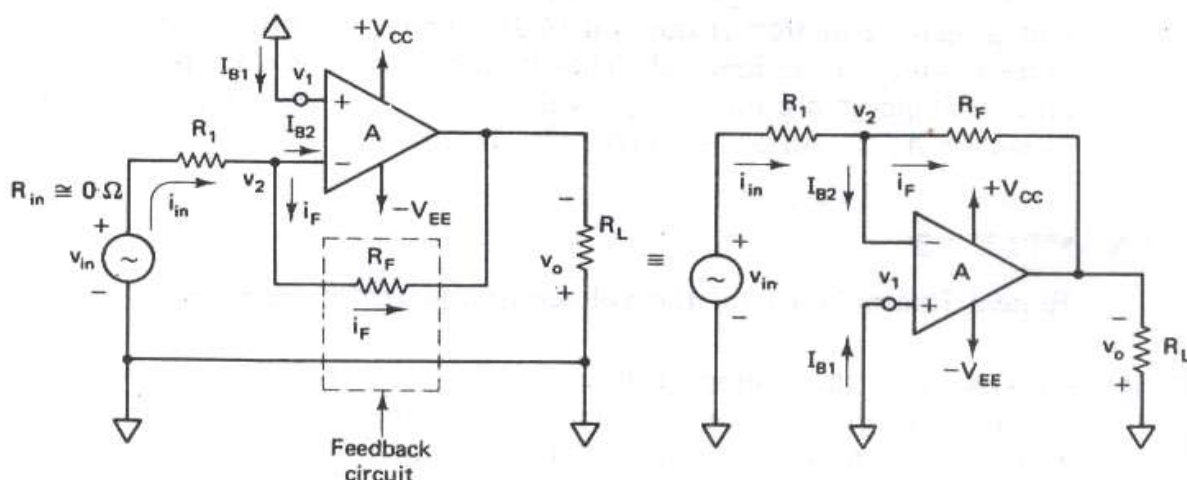 +V_CC
I_B1
v_1
+
A
I_B2
−
R_1
v_2
R_in ≅ 0 Ω
i_in
+
v_in
−
i_F
−V_EE
R_F
i_F
−
v_o
+
R_L
Feedback
circuit
≡
R_1
v_2
R_F
i_in
I_B2
i_F
+V_CC
+
v_in
−
−
A
v_1
+
I_B1
−V_EE
−
v_o
+
R_L